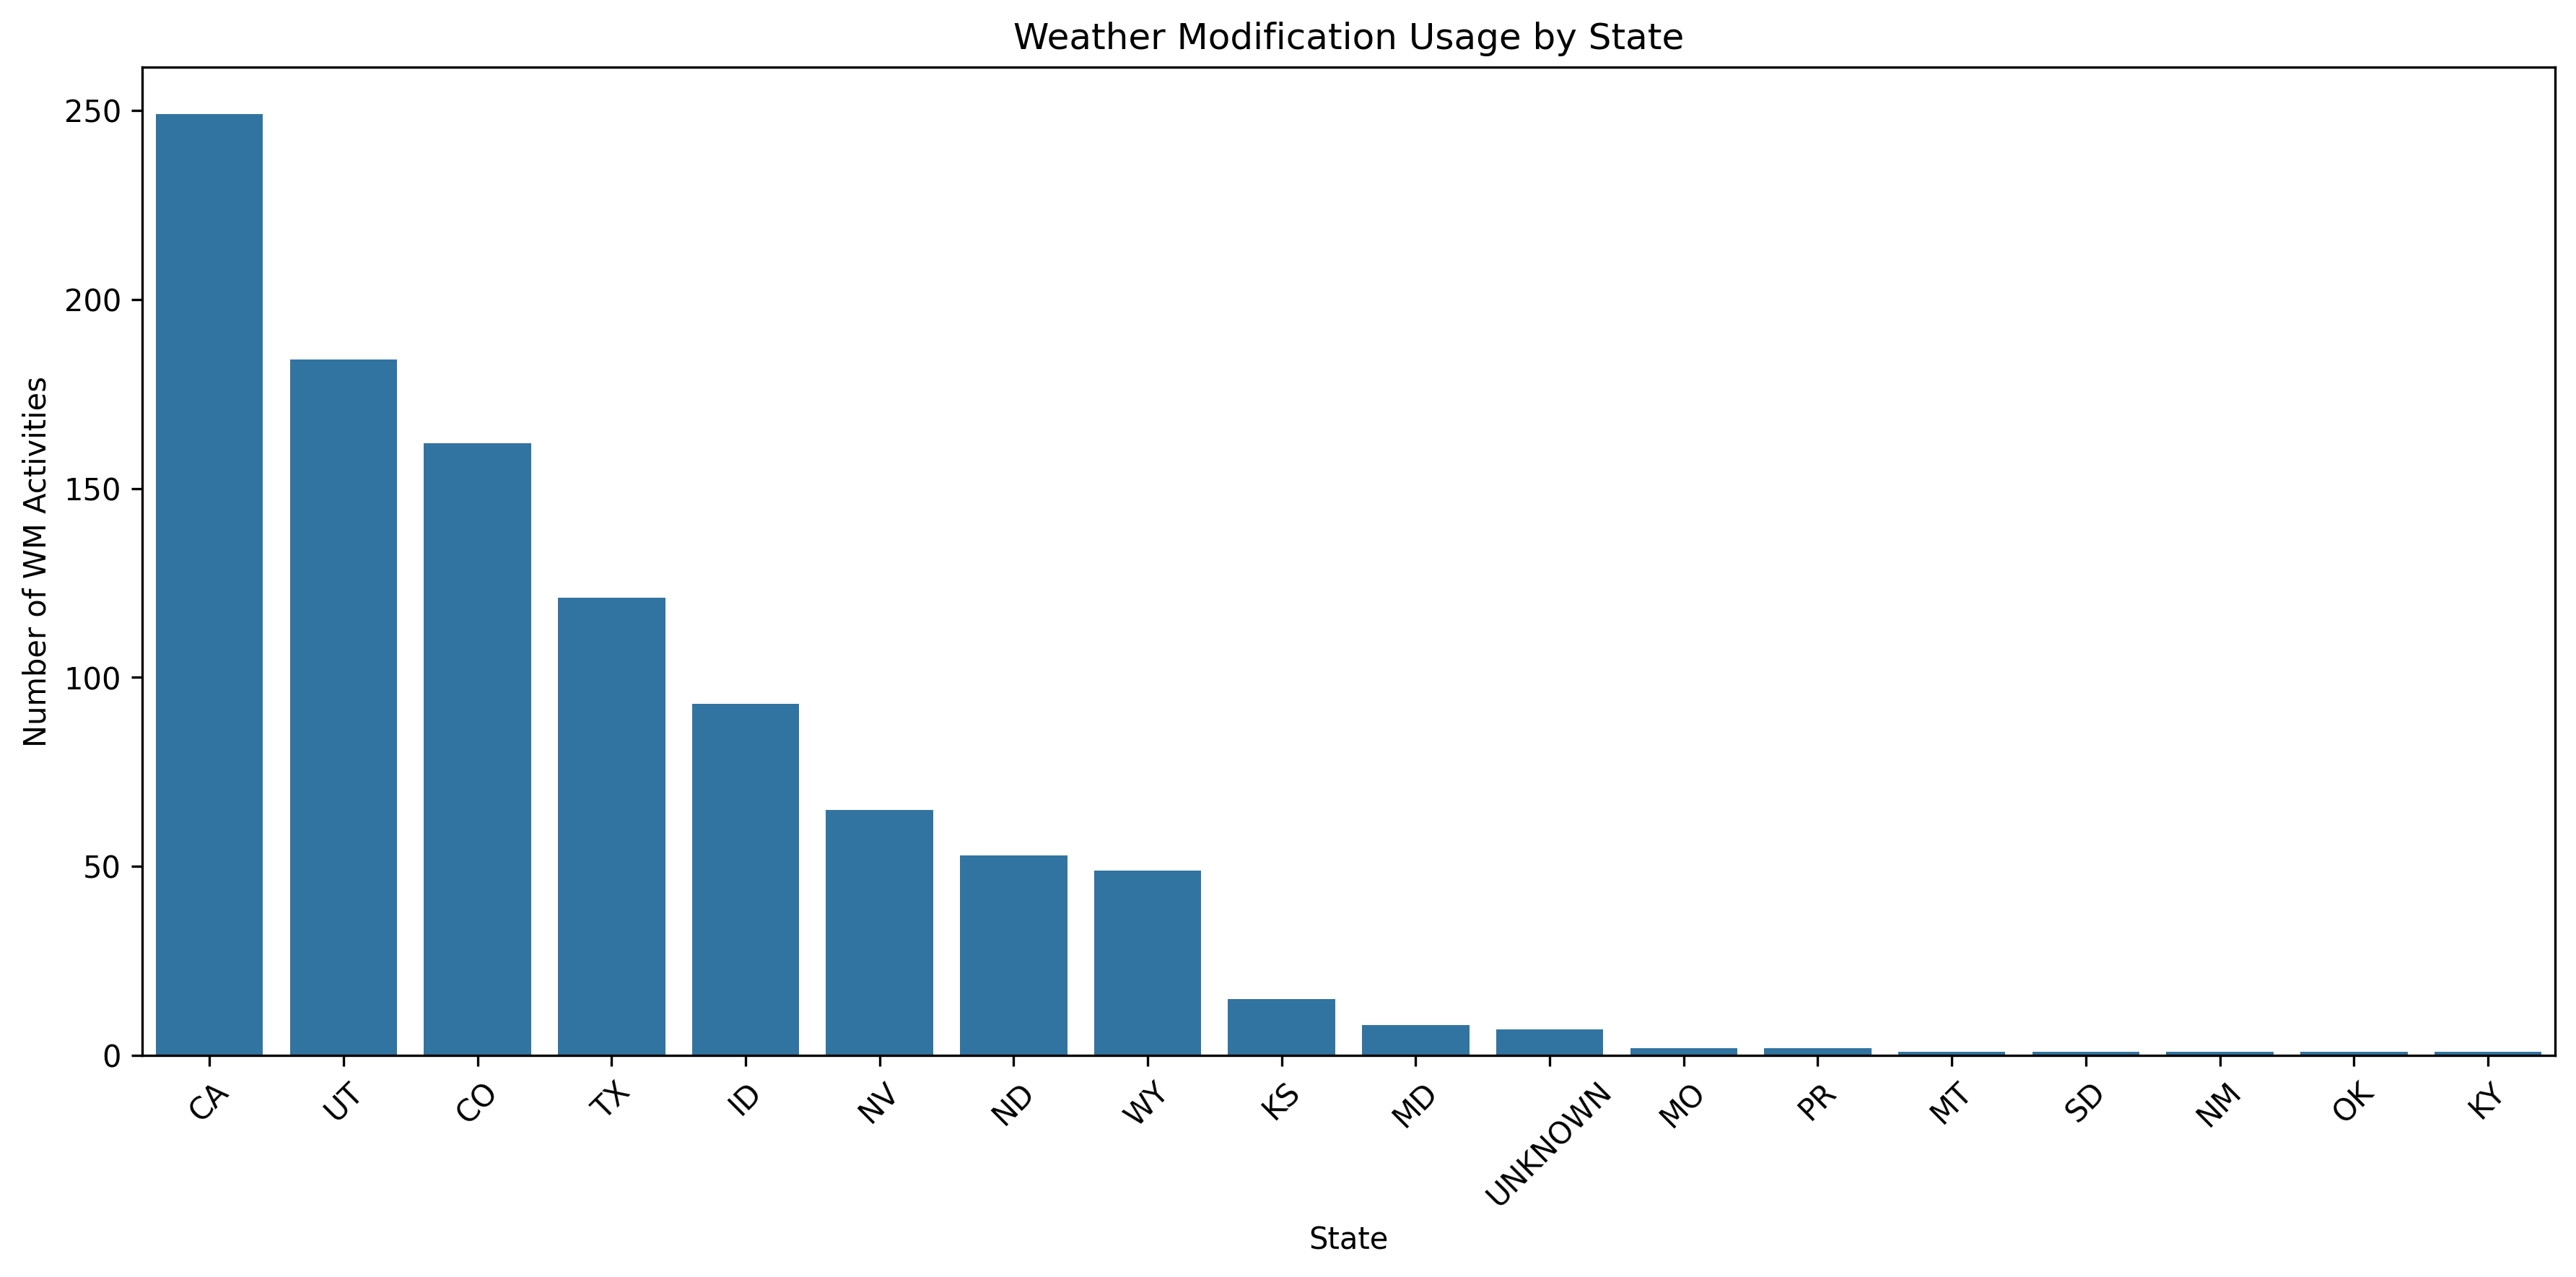 Weather Modification Usage by State
Number of WM Activities
250
200
150
100
50
0
CA UT CO TX ID NV ND WY KS MD UNKNOWN MO PR MT SD NM OK KY
State